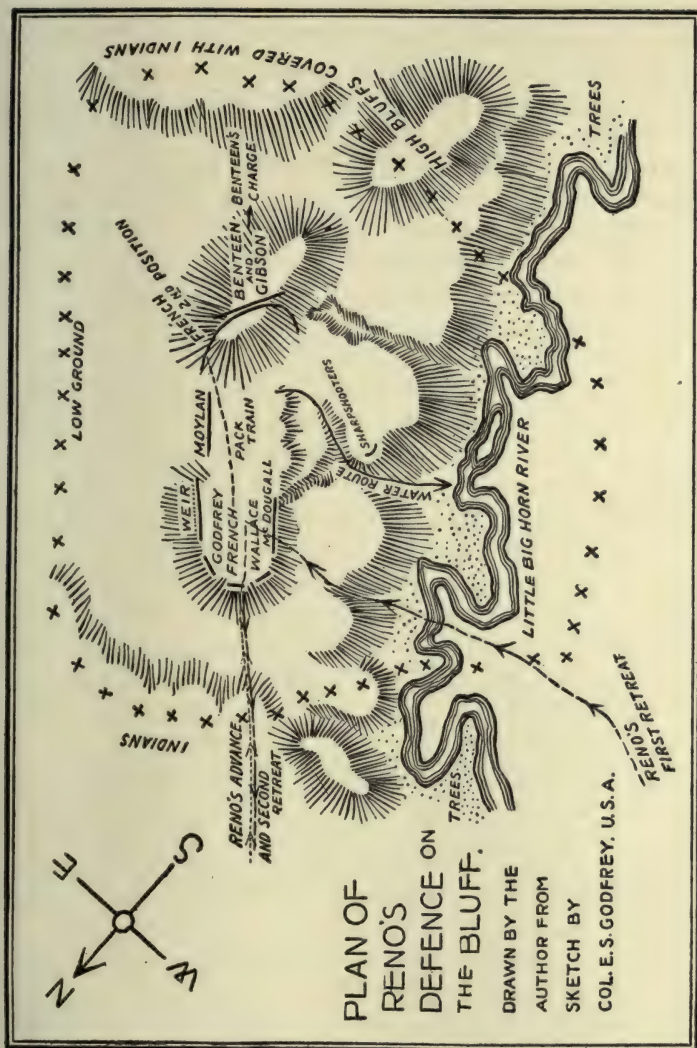 PLAN OF
RENO'S
DEFENCE ON
THE BLUFF.
DRAWN BY THE
AUTHOR FROM
SKETCH BY
COL. E. S. GODFREY, U.S.A.
N
E
S
W
INDIANS
RENO'S ADVANCE
AND SECOND
RETREAT
LOW GROUND
WEIR
GODFREY
FRENCH
WALLACE
McDOUGALL
MOYLAN
PACK
TRAIN
FRENCH
2ND POSITION
BENTEEN
AND
GIBSON
BENTEEN'S
CHARGE
COVERED WITH INDIANS
HIGH BLUFFS
SHARPSHOOTERS
WATER ROUTE
TREES
LITTLE BIG HORN RIVER
TREES
RENO'S
FIRST RETREAT